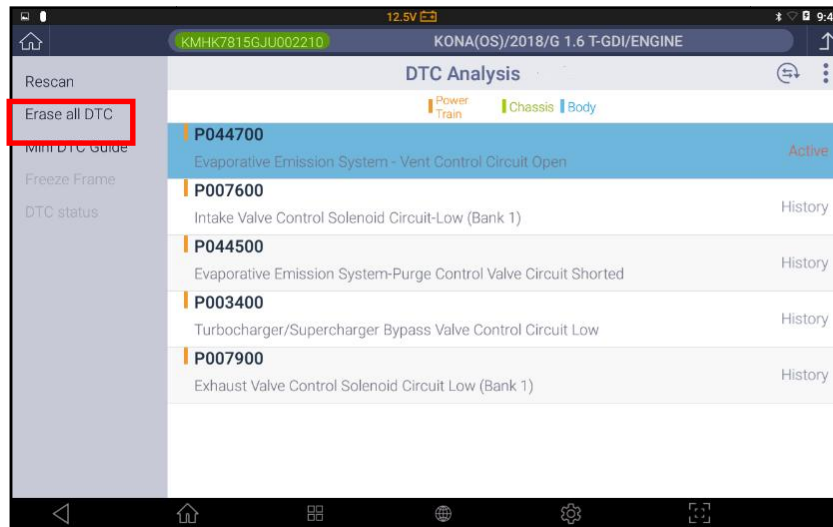 12.5V
9:4
KMHK7815GJU002210
KONA(OS)/2018/G 1.6 T-GDI/ENGINE
DTC Analysis
Rescan
Erase all DTC
Mini DTC Guide
Freeze Frame
DTC status
Power
Train
Chassis
Body
P044700
Evaporative Emission System - Vent Control Circuit Open
Active
P007600
Intake Valve Control Solenoid Circuit-Low (Bank 1)
History
P044500
Evaporative Emission System-Purge Control Valve Circuit Shorted
History
P003400
Turbocharger/Supercharger Bypass Valve Control Circuit Low
History
P007900
Exhaust Valve Control Solenoid Circuit Low (Bank 1)
History